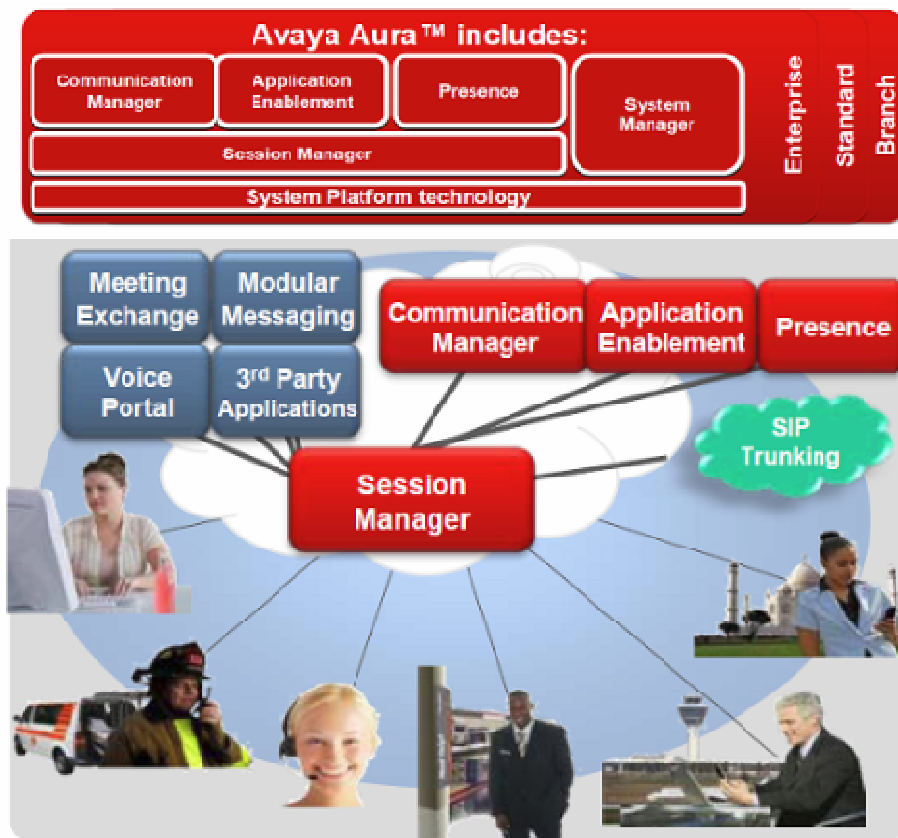 Avaya Aura™ includes:
Communication
Manager
Application
Enablement
Presence
System
Manager
Session Manager
System Platform technology
Enterprise
Standard
Branch
Meeting
Exchange
Modular
Messaging
Voice
Portal
3rd Party
Applications
Communication
Manager
Application
Enablement
Presence
SIP
Trunking
Session
Manager